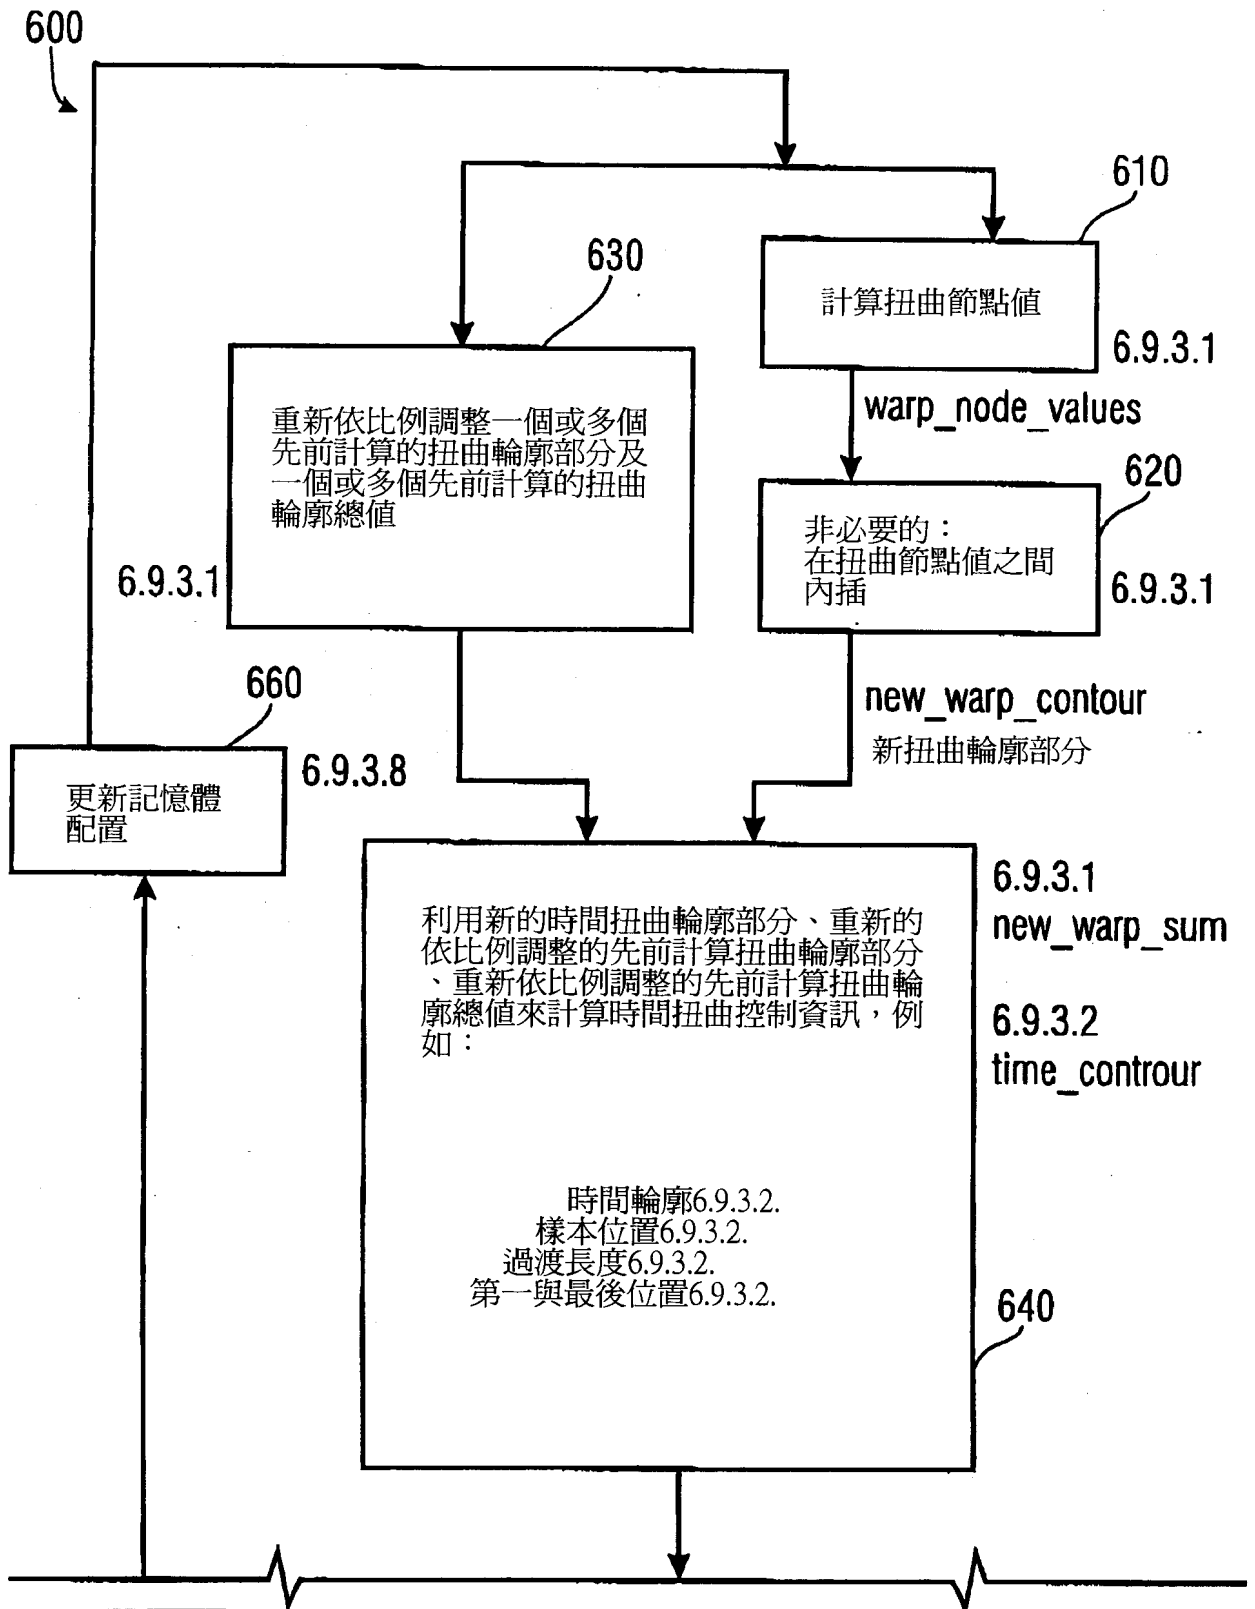 600
610
計算扭曲節點值
6.9.3.1
630
重新依比例調整一個或多個
先前計算的扭曲輪廓部分及
一個或多個先前計算的扭曲
輪廓總值
6.9.3.1
warp_node_values
620
非必要的：
在扭曲節點值之間
內插
6.9.3.1
new_warp_contour
新扭曲輪廓部分
660
更新記憶體
配置
6.9.3.8
利用新的時間扭曲輪廓部分、重新的
依比例調整的先前計算扭曲輪廓部分
、重新依比例調整的先前計算扭曲輪
廓總值來計算時間扭曲控制資訊，例
如：
6.9.3.1
new_warp_sum
6.9.3.2
time_controur
時間輪廓6.9.3.2.
樣本位置6.9.3.2.
過渡長度6.9.3.2.
第一與最後位置6.9.3.2.
640